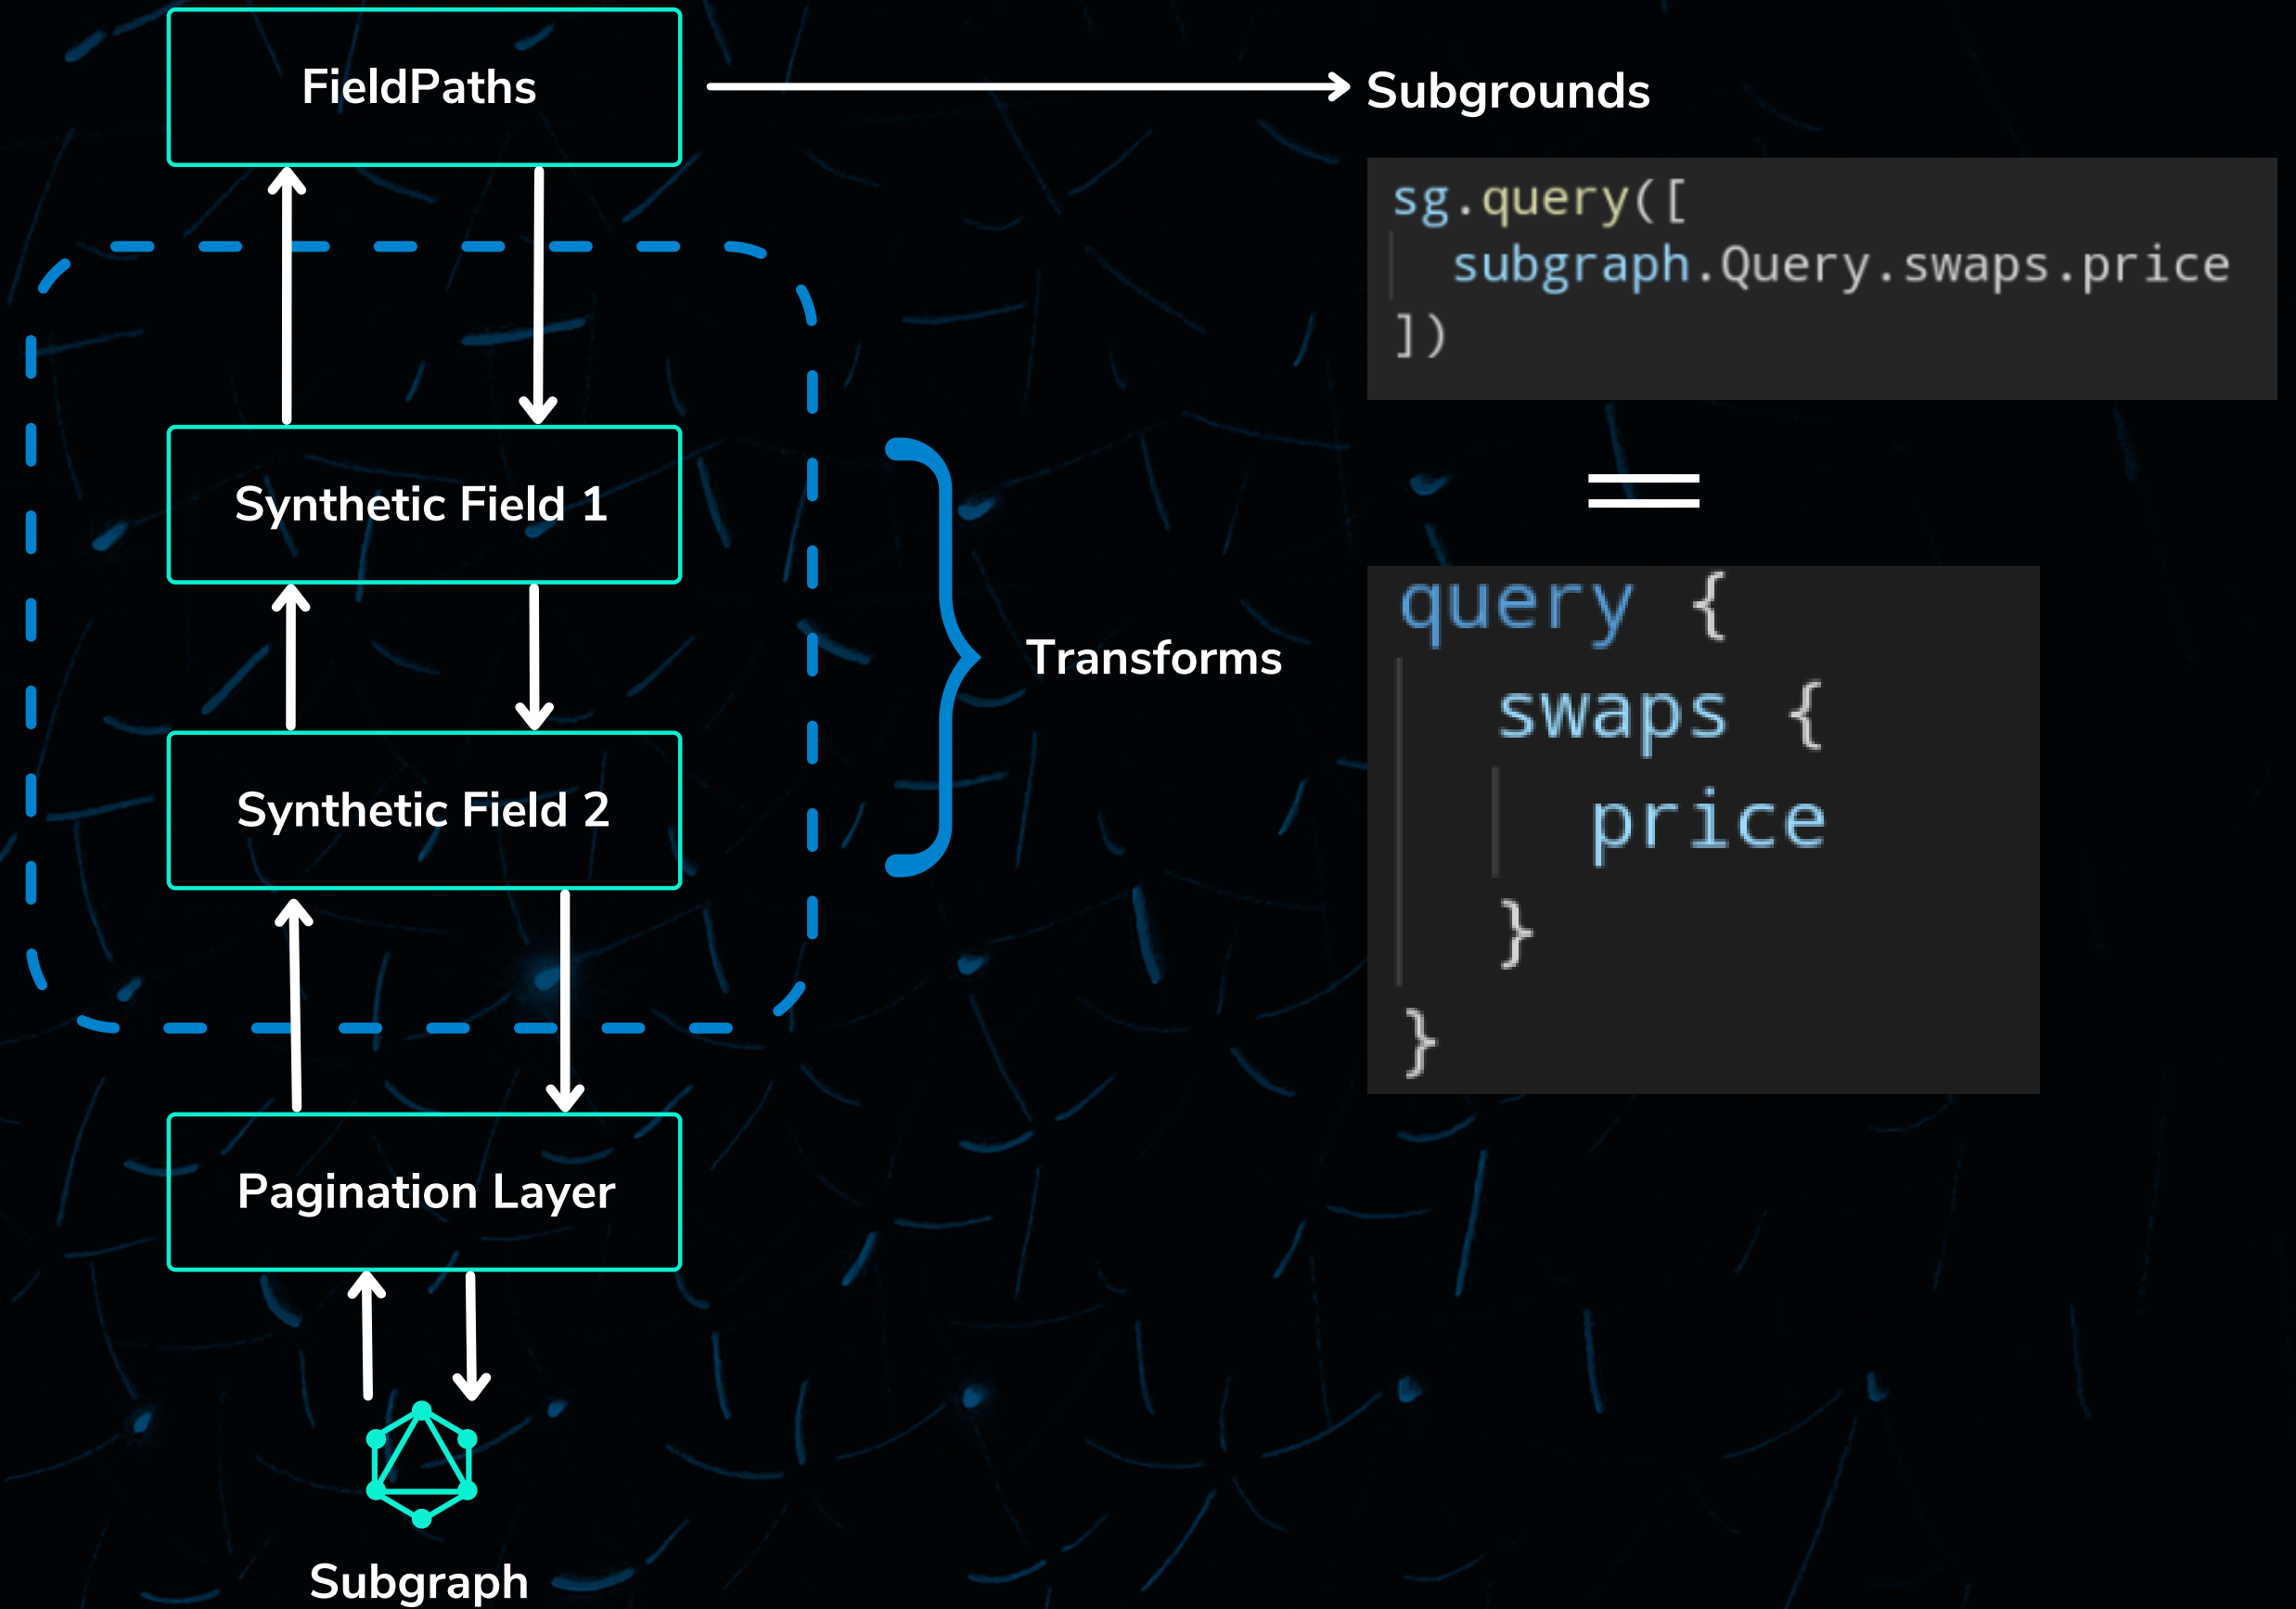 FieldPaths
Subgrounds
sg.query([
subgraph.Query.swaps.price
])
Synthetic Field 1
=
query {
swaps {
price
}
}
Transforms
Synthetic Field 2
Pagination Layer
Subgraph